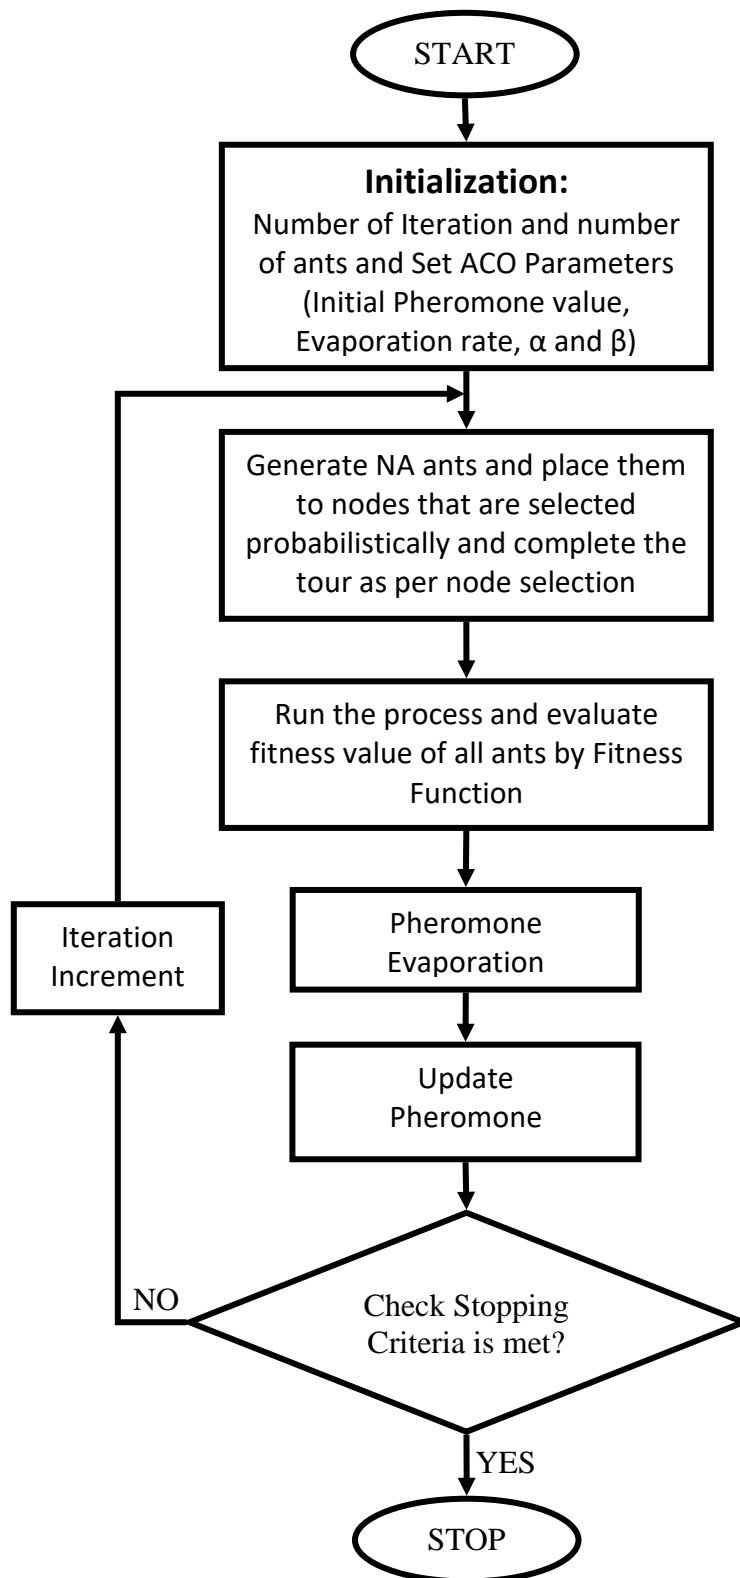 START
Initialization:
Number of Iteration and number
of ants and Set ACO Parameters
(Initial Pheromone value,
Evaporation rate, α and β)
Generate NA ants and place them
to nodes that are selected
probabilistically and complete the
tour as per node selection
Run the process and evaluate
fitness value of all ants by Fitness
Function
Pheromone
Evaporation
Iteration
Increment
Update
Pheromone
Check Stopping
Criteria is met?
NO
YES
STOP